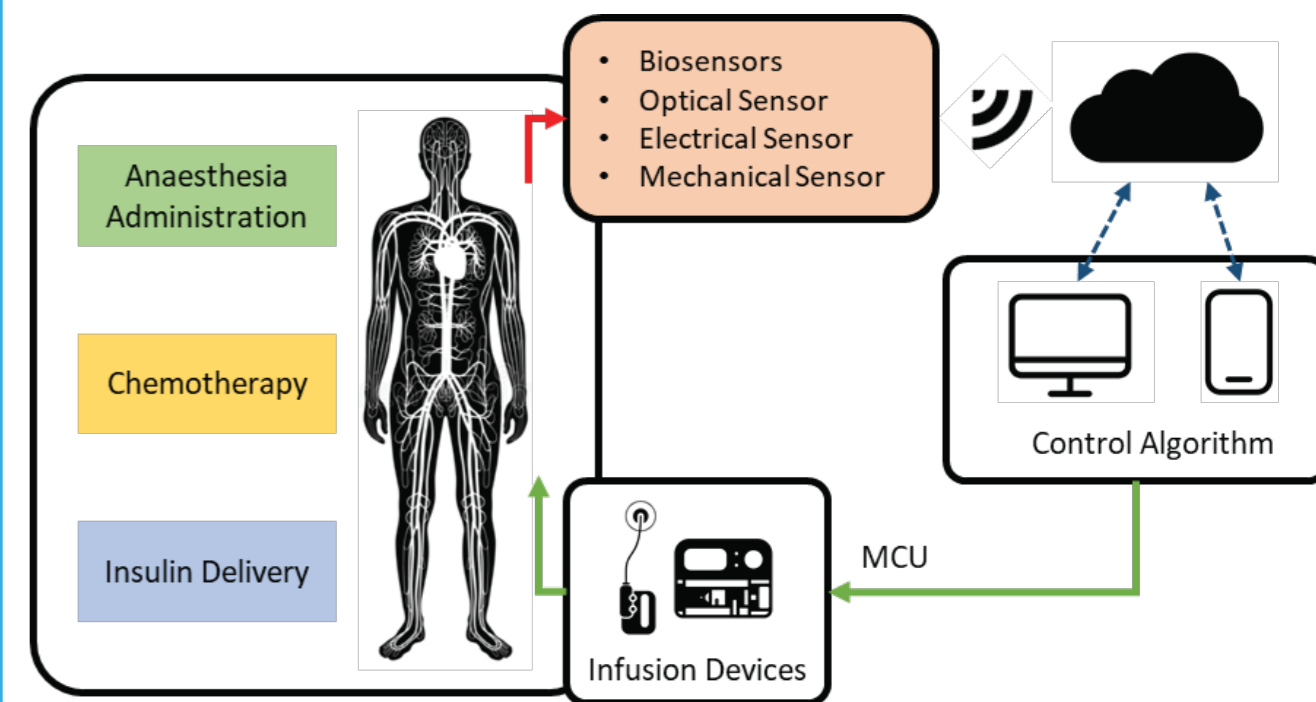 • Biosensors
• Optical Sensor
• Electrical Sensor
• Mechanical Sensor
Anaesthesia
Administration
Chemotherapy
Insulin Delivery
Control Algorithm
MCU
Infusion Devices